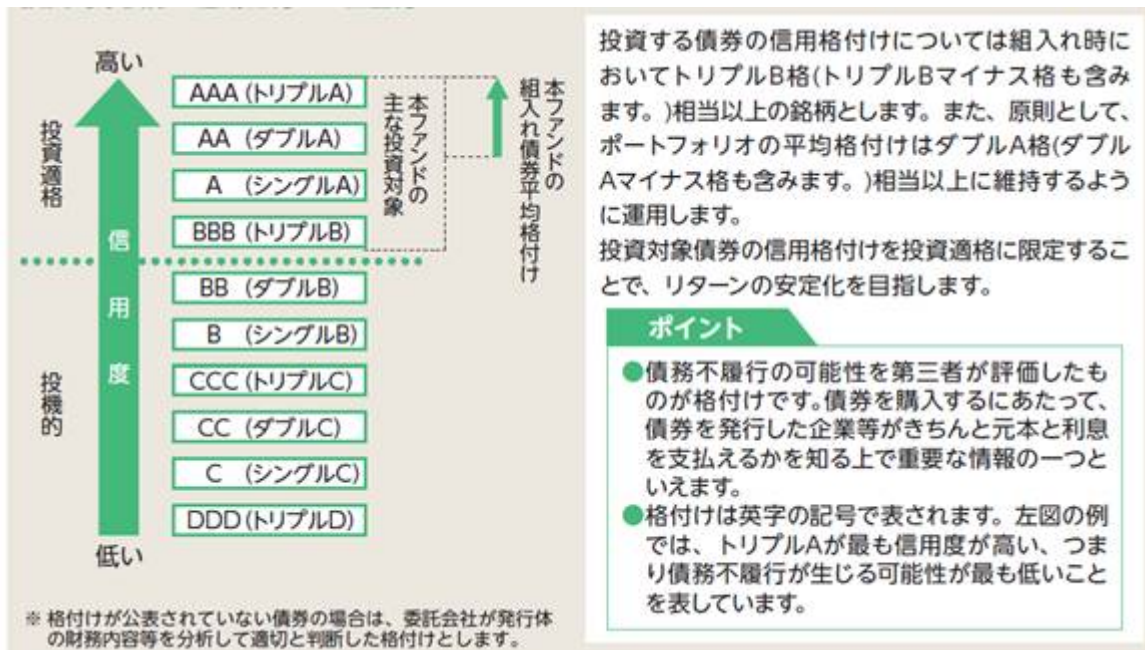 高い
投資適格
信用度
投機的
低い
AAA (トリプルA)
AA (ダブルA)
A (シングルA)
BBB (トリプルB)
BB (ダブルB)
B (シングルB)
CCC (トリプルC)
CC (ダブルC)
C (シングルC)
DDD (トリプルD)
本ファンドの
主な投資対象
本ファンドの
組入れ債券平均格付け
※ 格付けが公表されていない債券の場合は、委託会社が発行体
の財務内容等を分析して適切と判断した格付けとします。
投資する債券の信用格付けについては組入れ時に
おいてトリプルB格(トリプルBマイナス格も含み
ます。)相当以上の銘柄とします。また、原則として、
ポートフォリオの平均格付けはダブルA格(ダブル
Aマイナス格も含みます。)相当以上に維持するよう
に運用します。
投資対象債券の信用格付けを投資適格に限定するこ
とで、リターンの安定化を目指します。
ポイント
●債務不履行の可能性を第三者が評価したも
のが格付けです。債券を購入するにあたって、
債券を発行した企業等がきちんと元本と利息
を支払えるかを知る上で重要な情報の一つと
いえます。
●格付けは英字の記号で表されます。左図の例
では、トリプルAが最も信用度が高い、つま
り債務不履行が生じる可能性が最も低いこと
を表しています。